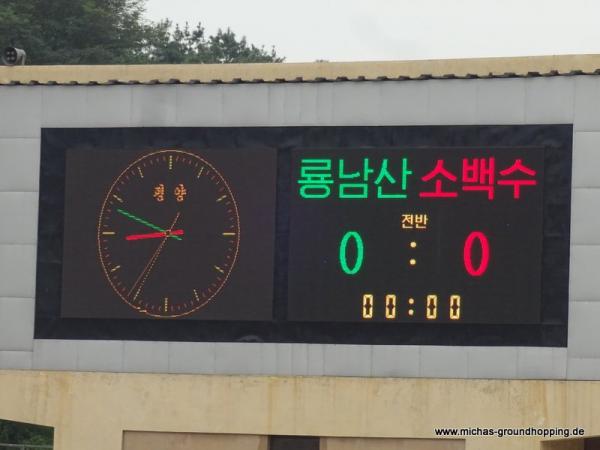 평양
룡남산 소백수
전반
0 : 0
00:00
www.michas-groundhopping.de